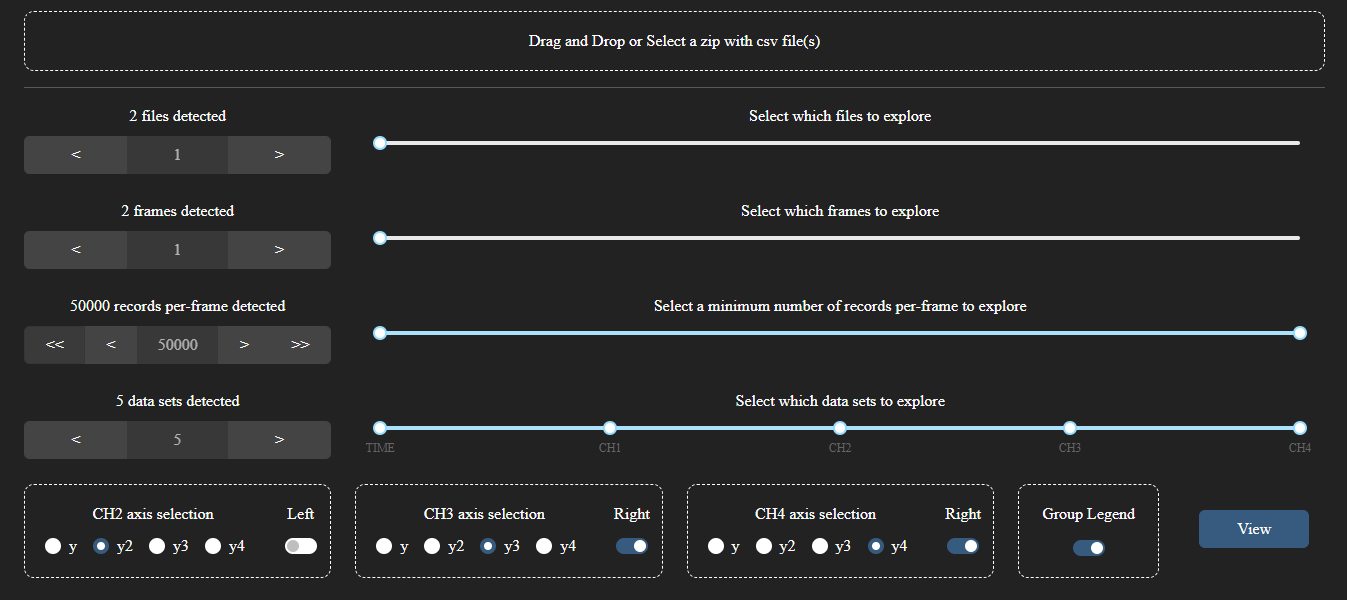 Drag and Drop or Select a zip with csv file(s)
2 files detected
Select which files to explore
< 1 >
2 frames detected
Select which frames to explore
< 1 >
50000 records per-frame detected
Select a minimum number of records per-frame to explore
<< < 50000 > >>
5 data sets detected
Select which data sets to explore
< 5 >
TIME CH1 CH2 CH3 CH4
CH2 axis selection Left
y y2 y3 y4
CH3 axis selection Right
y y2 y3 y4
CH4 axis selection Right
y y2 y3 y4
Group Legend
View